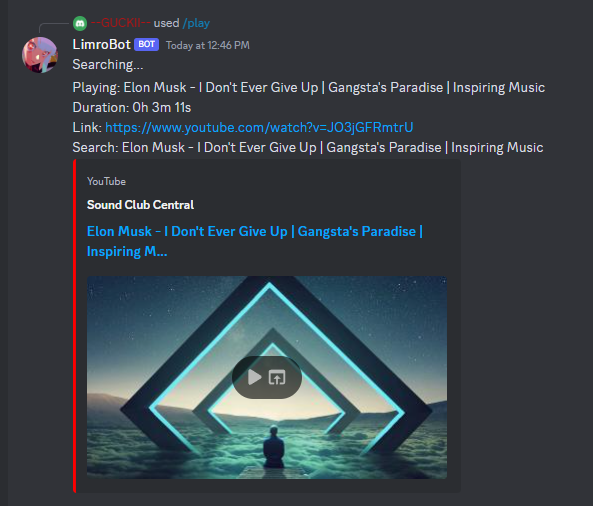 --GUCKII-- used /play
LimroBot BOT Today at 12:46 PM
Searching...
Playing: Elon Musk - I Don't Ever Give Up | Gangsta's Paradise | Inspiring Music
Duration: 0h 3m 11s
Link: https://www.youtube.com/watch?v=JO3jGFRmtrU
Search: Elon Musk - I Don't Ever Give Up | Gangsta's Paradise | Inspiring Music
YouTube
Sound Club Central
Elon Musk - I Don't Ever Give Up | Gangsta's Paradise |
Inspiring M...